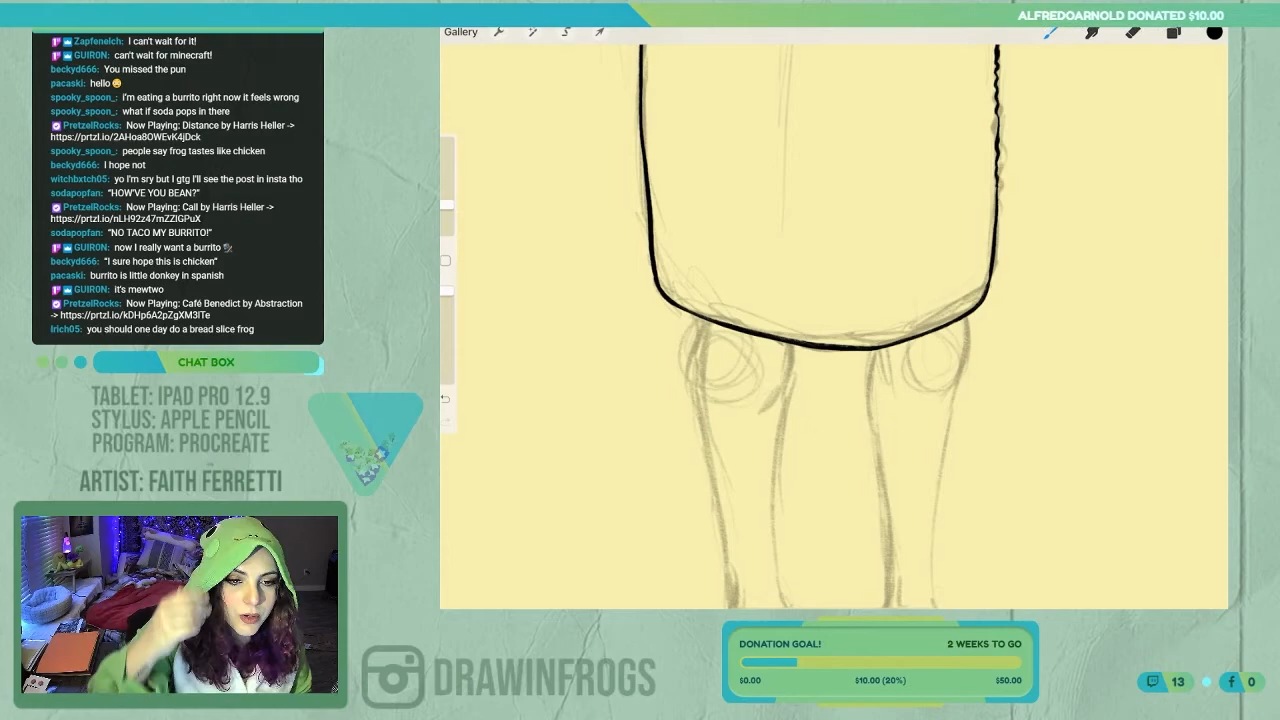 ALFREDOARNOLD DONATED $10.00
Gallery
Zapfenelch: I can't wait for it!
GUIR0N: can't wait for minecraft!
beckyd666: You missed the pun
pacaski: hello
spooky_spoon_: i'm eating a burrito right now it feels wrong
spooky_spoon_: what if soda pops in there
PretzelRocks: Now Playing: Distance by Harris Heller ->
https://prtzl.io/2AHoa8OWEvK4jDck
spooky_spoon_: people say frog tastes like chicken
beckyd666: I hope not
witchbxtch05: yo I'm sry but I gtg I'll see the post in insta tho
sodapopfan: "HOW'VE YOU BEAN?"
PretzelRocks: Now Playing: Call by Harris Heller ->
https://prtzl.io/nLH92z47mZZlGPuX
sodapopfan: "NO TACO MY BURRITO!"
GUIR0N: now I really want a burrito
beckyd666: "I sure hope this is chicken"
pacaski: burrito is little donkey in spanish
GUIR0N: it's mewtwo
PretzelRocks: Now Playing: Café Benedict by Abstraction
-> https://prtzl.io/kDHp6A2pZgXM3lTe
lrich05: you should one day do a bread slice frog
CHAT BOX
TABLET: IPAD PRO 12.9
STYLUS: APPLE PENCIL
PROGRAM: PROCREATE
ARTIST: FAITH FERRETTI
DRAWINFROGS
DONATION GOAL! 2 WEEKS TO GO
$0.00 $10.00 (20%) $50.00
13 0